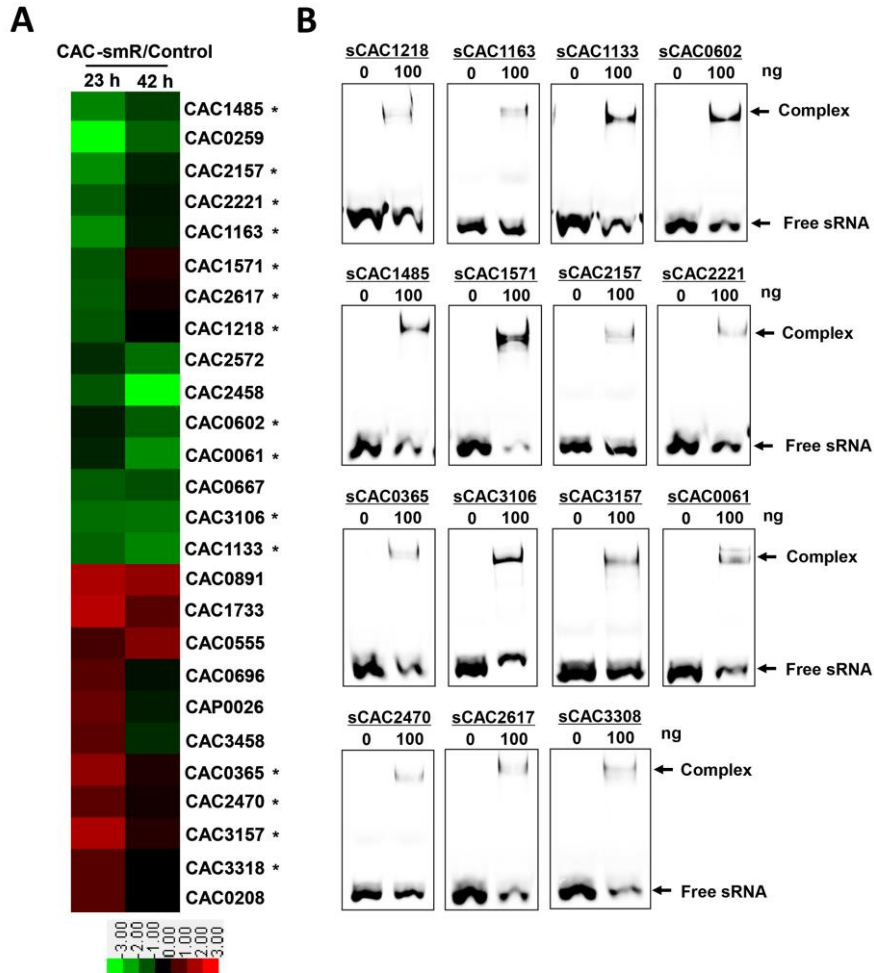 A
CAC-smR/Control
23 h 42 h
CAC1485 *
CAC0259
CAC2157 *
CAC2221 *
CAC1163 *
CAC1571 *
CAC2617 *
CAC1218 *
CAC2572
CAC2458
CAC0602 *
CAC0061 *
CAC0667
CAC3106 *
CAC1133 *
CAC0891
CAC1733
CAC0555
CAC0696
CAP0026
CAC3458
CAC0365 *
CAC2470 *
CAC3157 *
CAC3318 *
CAC0208
-3.00 -2.00 -1.00 0.00 1.00 2.00 3.00
B
sCAC1218 sCAC1163 sCAC1133 sCAC0602
0 100 0 100 0 100 0 100 ng
Complex
Free sRNA
sCAC1485 sCAC1571 sCAC2157 sCAC2221
0 100 0 100 0 100 0 100 ng
Complex
Free sRNA
sCAC0365 sCAC3106 sCAC3157 sCAC0061
0 100 0 100 0 100 0 100 ng
Complex
Free sRNA
sCAC2470 sCAC2617 sCAC3308
0 100 0 100 0 100 ng
Complex
Free sRNA